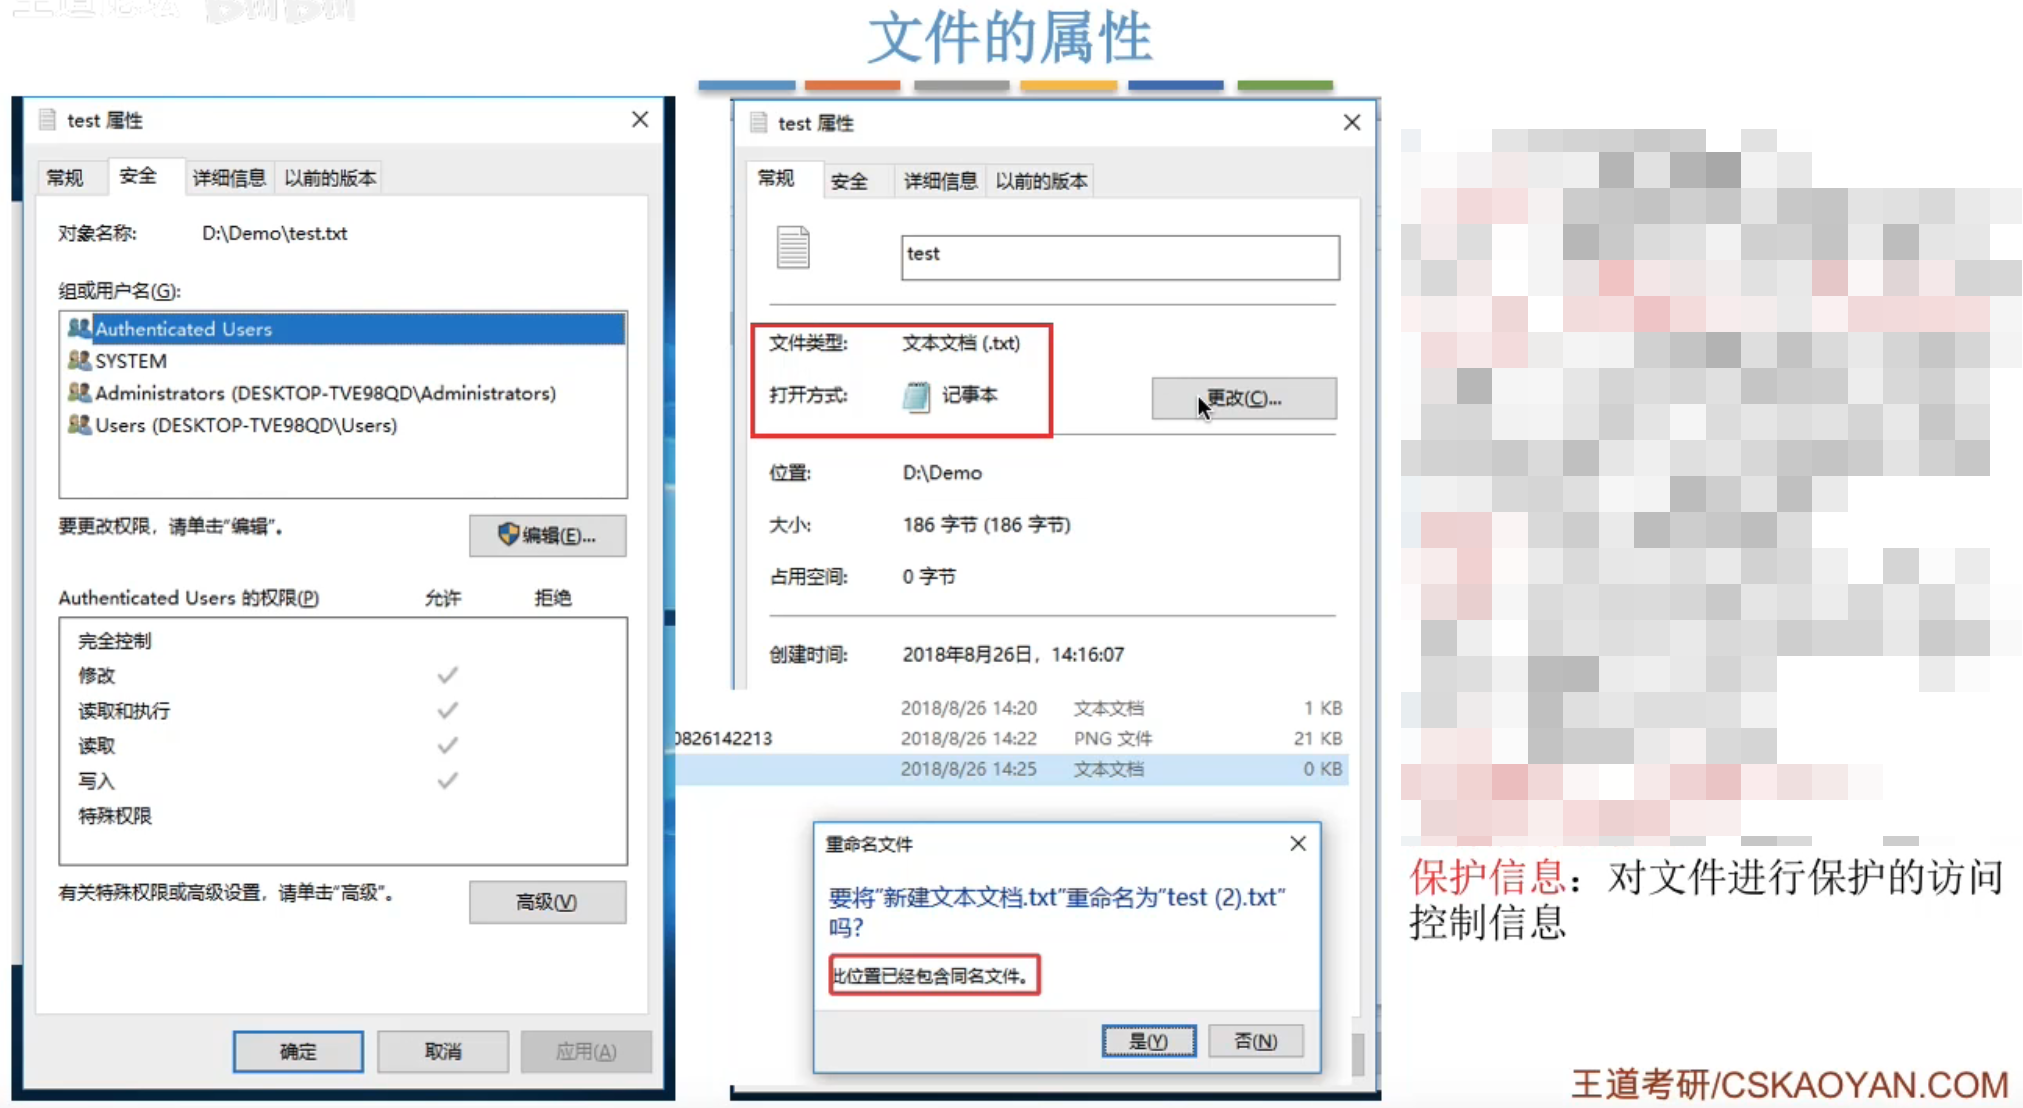 文件的属性
test 属性
常规 安全 详细信息 以前的版本
对象名称: D:\Demo\test.txt
组或用户名(G):
Authenticated Users
SYSTEM
Administrators (DESKTOP-TVE98QD\Administrators)
Users (DESKTOP-TVE98QD\Users)
要更改权限，请单击"编辑"。
编辑(E)...
Authenticated Users 的权限(P) 允许 拒绝
完全控制
修改
读取和执行
读取
写入
特殊权限
有关特殊权限或高级设置，请单击"高级"。
高级(V)
确定 取消 应用(A)
test 属性
常规 安全 详细信息 以前的版本
test
文件类型: 文本文档 (.txt)
打开方式: 记事本
更改(C)...
位置: D:\Demo
大小: 186 字节 (186 字节)
占用空间: 0 字节
创建时间: 2018年8月26日，14:16:07
2018/8/26 14:20 文本文档 1 KB
0826142213 2018/8/26 14:22 PNG 文件 21 KB
2018/8/26 14:25 文本文档 0 KB
重命名文件
要将"新建文本文档.txt"重命名为"test (2).txt"
吗?
此位置已经包含同名文件。
是(Y) 否(N)
保护信息：对文件进行保护的访问
控制信息
王道考研/CSKAOYAN.COM